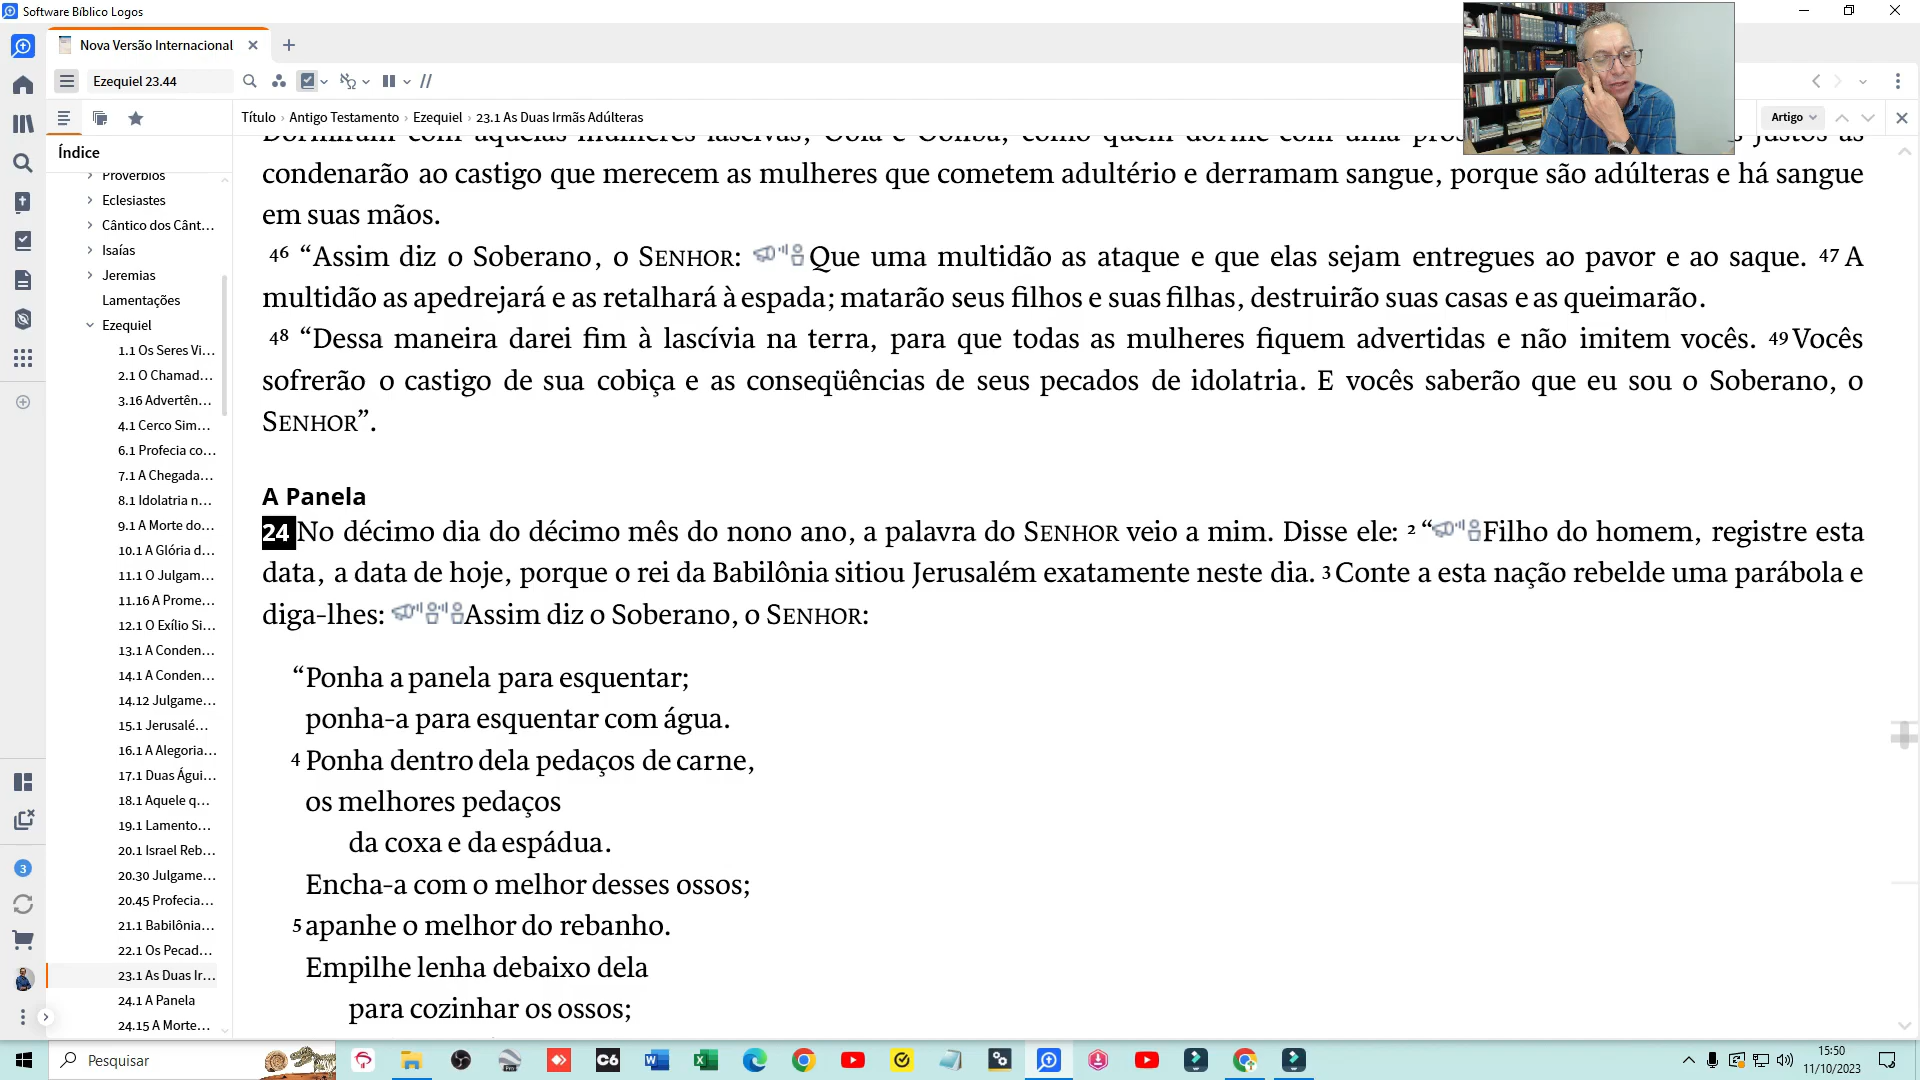 Software Bíblico Logos
Nova Versão Internacional
Ezequiel 23.44
Título › Antigo Testamento › Ezequiel › 23.1 As Duas Irmãs Adúlteras
Artigo
Índice
Provérbios
Eclesiastes
Cântico dos Cânt...
Isaías
Jeremias
Lamentações
Ezequiel
1.1 Os Seres Vi...
2.1 O Chamad...
3.16 Advertên...
4.1 Cerco Sim...
6.1 Profecia co...
7.1 A Chegada...
8.1 Idolatria n...
9.1 A Morte do...
10.1 A Glória d...
11.1 O Julgam...
11.16 A Prome...
12.1 O Exílio Si...
13.1 A Conden...
14.1 A Conden...
14.12 Julgame...
15.1 Jerusalé...
16.1 A Alegoria...
17.1 Duas Águi...
18.1 Aquele q...
19.1 Lamento...
20.1 Israel Reb...
20.30 Julgame...
20.45 Profecia...
21.1 Babilônia...
22.1 Os Pecad...
23.1 As Duas Ir...
24.1 A Panela
24.15 A Morte...
3
Dormiram com aquelas mulheres lascivas, Oolá e Oolibá, como quem dorme com uma justos as
condenarão ao castigo que merecem as mulheres que cometem adultério e derramam sangue, porque são adúlteras e há sangue
em suas mãos.
46 “Assim diz o Soberano, o SENHOR: Que uma multidão as ataque e que elas sejam entregues ao pavor e ao saque. 47 A
multidão as apedrejará e as retalhará à espada; matarão seus filhos e suas filhas, destruirão suas casas e as queimarão.
48 “Dessa maneira darei fim à lascívia na terra, para que todas as mulheres fiquem advertidas e não imitem vocês. 49 Vocês
sofrerão o castigo de sua cobiça e as conseqüências de seus pecados de idolatria. E vocês saberão que eu sou o Soberano, o
SENHOR”.
A Panela
24 No décimo dia do décimo mês do nono ano, a palavra do SENHOR veio a mim. Disse ele: 2 “Filho do homem, registre esta
data, a data de hoje, porque o rei da Babilônia sitiou Jerusalém exatamente neste dia. 3 Conte a esta nação rebelde uma parábola e
diga-lhes: Assim diz o Soberano, o SENHOR:
“Ponha a panela para esquentar;
ponha-a para esquentar com água.
4 Ponha dentro dela pedaços de carne,
os melhores pedaços
da coxa e da espádua.
Encha-a com o melhor desses ossos;
5 apanhe o melhor do rebanho.
Empilhe lenha debaixo dela
para cozinhar os ossos;
Pesquisar
C6
15:50
11/10/2023